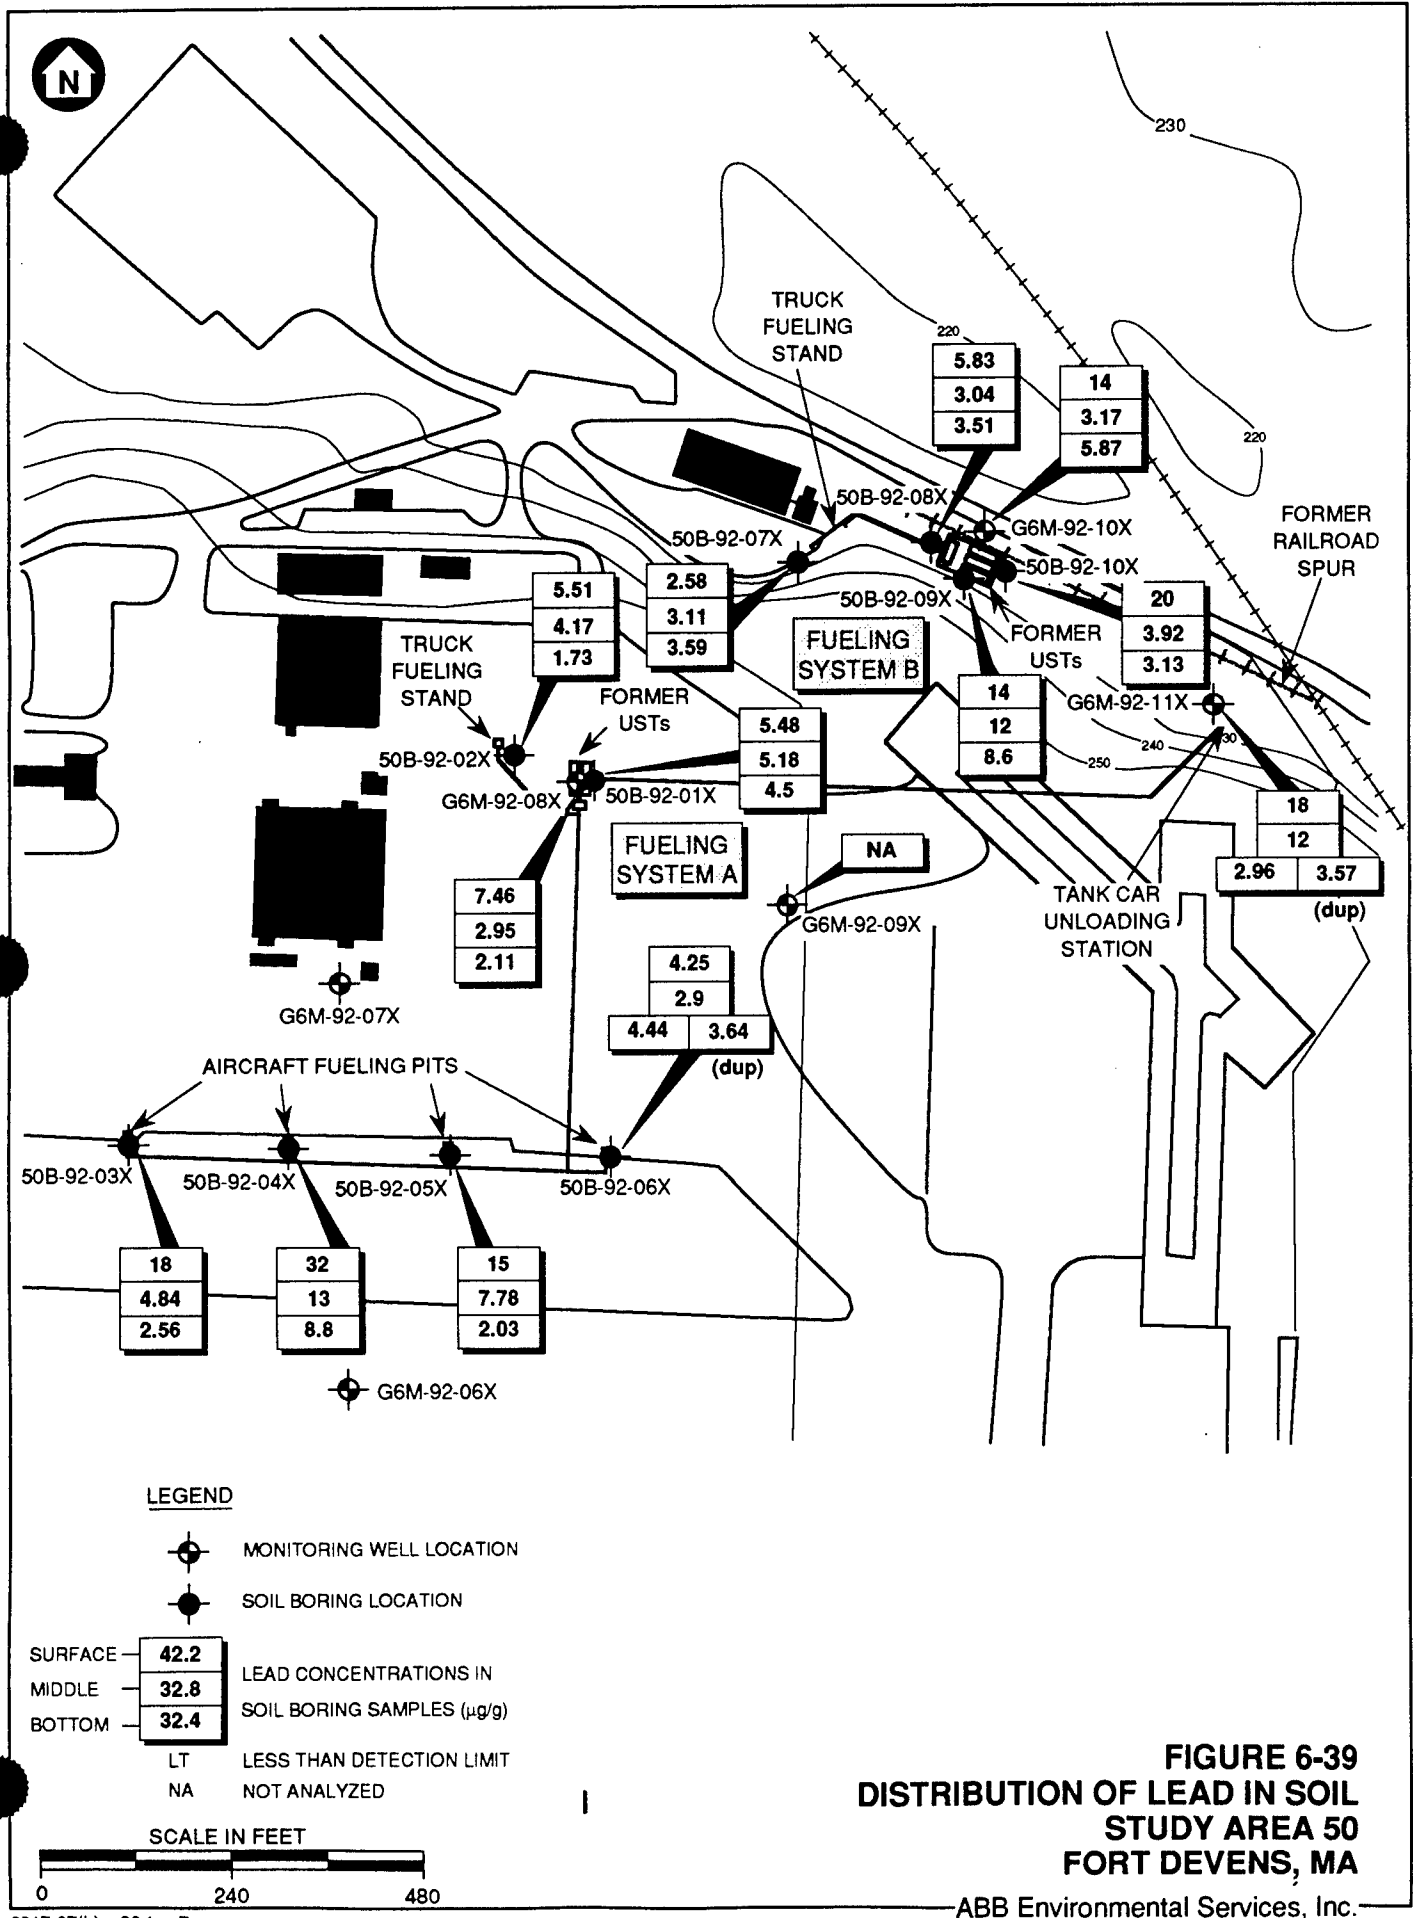 N
230
TRUCK
FUELING
STAND
220
5.83
3.04
3.51
14
3.17
5.87
220
50B-92-08X
G6M-92-10X
FORMER
RAILROAD
SPUR
50B-92-07X
50B-92-10X
50B-92-09X
5.51
4.17
1.73
2.58
3.11
3.59
20
3.92
3.13
FUELING
SYSTEM B
FORMER
USTs
TRUCK
FUELING
STAND
FORMER
USTs
G6M-92-11X
14
12
8.6
30
240
250
5.48
5.18
4.5
50B-92-02X
G6M-92-08X
50B-92-01X
18
12
2.96 3.57
(dup)
FUELING
SYSTEM A
NA
7.46
2.95
2.11
G6M-92-09X
TANK CAR
UNLOADING
STATION
4.25
2.9
4.44 3.64
(dup)
G6M-92-07X
AIRCRAFT FUELING PITS
50B-92-03X
50B-92-04X
50B-92-05X
50B-92-06X
18
4.84
2.56
32
13
8.8
15
7.78
2.03
G6M-92-06X
LEGEND
MONITORING WELL LOCATION
SOIL BORING LOCATION
SURFACE 42.2
MIDDLE 32.8
BOTTOM 32.4
LEAD CONCENTRATIONS IN
SOIL BORING SAMPLES (µg/g)
LT LESS THAN DETECTION LIMIT
NA NOT ANALYZED
SCALE IN FEET
0 240 480
FIGURE 6-39
DISTRIBUTION OF LEAD IN SOIL
STUDY AREA 50
FORT DEVENS, MA
ABB Environmental Services, Inc.